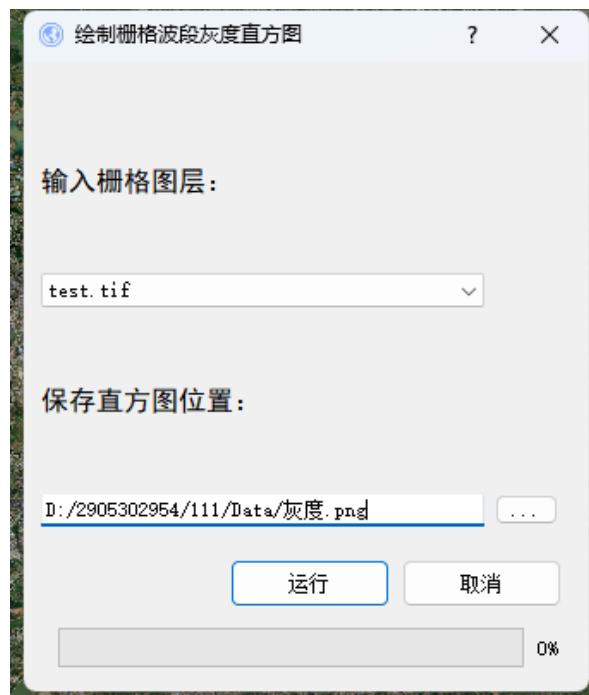 绘制栅格波段灰度直方图 ?
输入栅格图层:
test.tif
保存直方图位置:
D:/2905302954/111/Data/灰度.png ...
运行 取消
0%